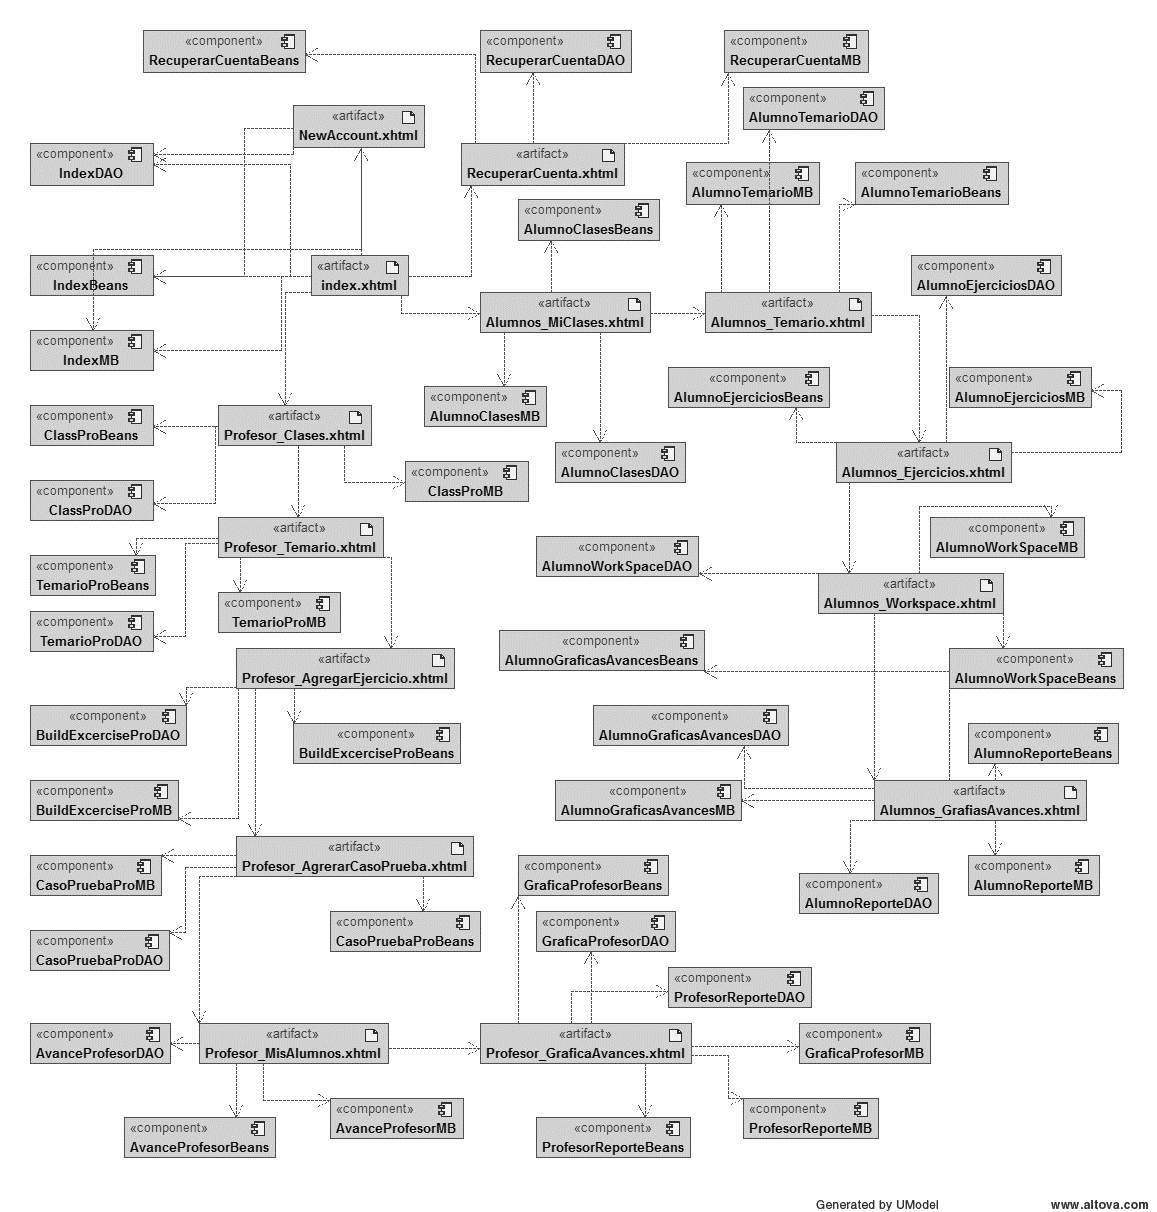 «component»
RecuperarCuentaBeans
«component»
RecuperarCuentaDAO
«component»
RecuperarCuentaMB
«component»
AlumnoTemarioDAO
«artifact»
NewAccount.xhtml
«component»
IndexDAO
«artifact»
RecuperarCuenta.xhtml
«component»
AlumnoTemarioMB
«component»
AlumnoTemarioBeans
«component»
AlumnoClasesBeans
«component»
IndexBeans
«artifact»
index.xhtml
«component»
AlumnoEjerciciosDAO
«artifact»
Alumnos_MiClases.xhtml
«artifact»
Alumnos_Temario.xhtml
«component»
IndexMB
«component»
AlumnoEjerciciosBeans
«component»
AlumnoEjerciciosMB
«component»
AlumnoClasesMB
«component»
ClassProBeans
«artifact»
Profesor_Clases.xhtml
«component»
AlumnoClasesDAO
«artifact»
Alumnos_Ejercicios.xhtml
«component»
ClassProMB
«component»
ClassProDAO
«artifact»
Profesor_Temario.xhtml
«component»
AlumnoWorkSpaceMB
«component»
AlumnoWorkSpaceDAO
«component»
TemarioProBeans
«artifact»
Alumnos_Workspace.xhtml
«component»
TemarioProMB
«component»
TemarioProDAO
«component»
AlumnoGraficasAvancesBeans
«artifact»
Profesor_AgregarEjercicio.xhtml
«component»
AlumnoWorkSpaceBeans
«component»
BuildExcerciseProDAO
«component»
BuildExcerciseProBeans
«component»
AlumnoGraficasAvancesDAO
«component»
AlumnoReporteBeans
«component»
BuildExcerciseProMB
«component»
AlumnoGraficasAvancesMB
«artifact»
Alumnos_GrafiasAvances.xhtml
«artifact»
Profesor_AgrerarCasoPrueba.xhtml
«component»
CasoPruebaProMB
«component»
GraficaProfesorBeans
«component»
AlumnoReporteMB
«component»
AlumnoReporteDAO
«component»
CasoPruebaProBeans
«component»
GraficaProfesorDAO
«component»
CasoPruebaProDAO
«component»
ProfesorReporteDAO
«component»
AvanceProfesorDAO
«artifact»
Profesor_MisAlumnos.xhtml
«artifact»
Profesor_GraficaAvances.xhtml
«component»
GraficaProfesorMB
«component»
AvanceProfesorMB
«component»
ProfesorReporteMB
«component»
AvanceProfesorBeans
«component»
ProfesorReporteBeans
Generated by UModel
www.altova.com